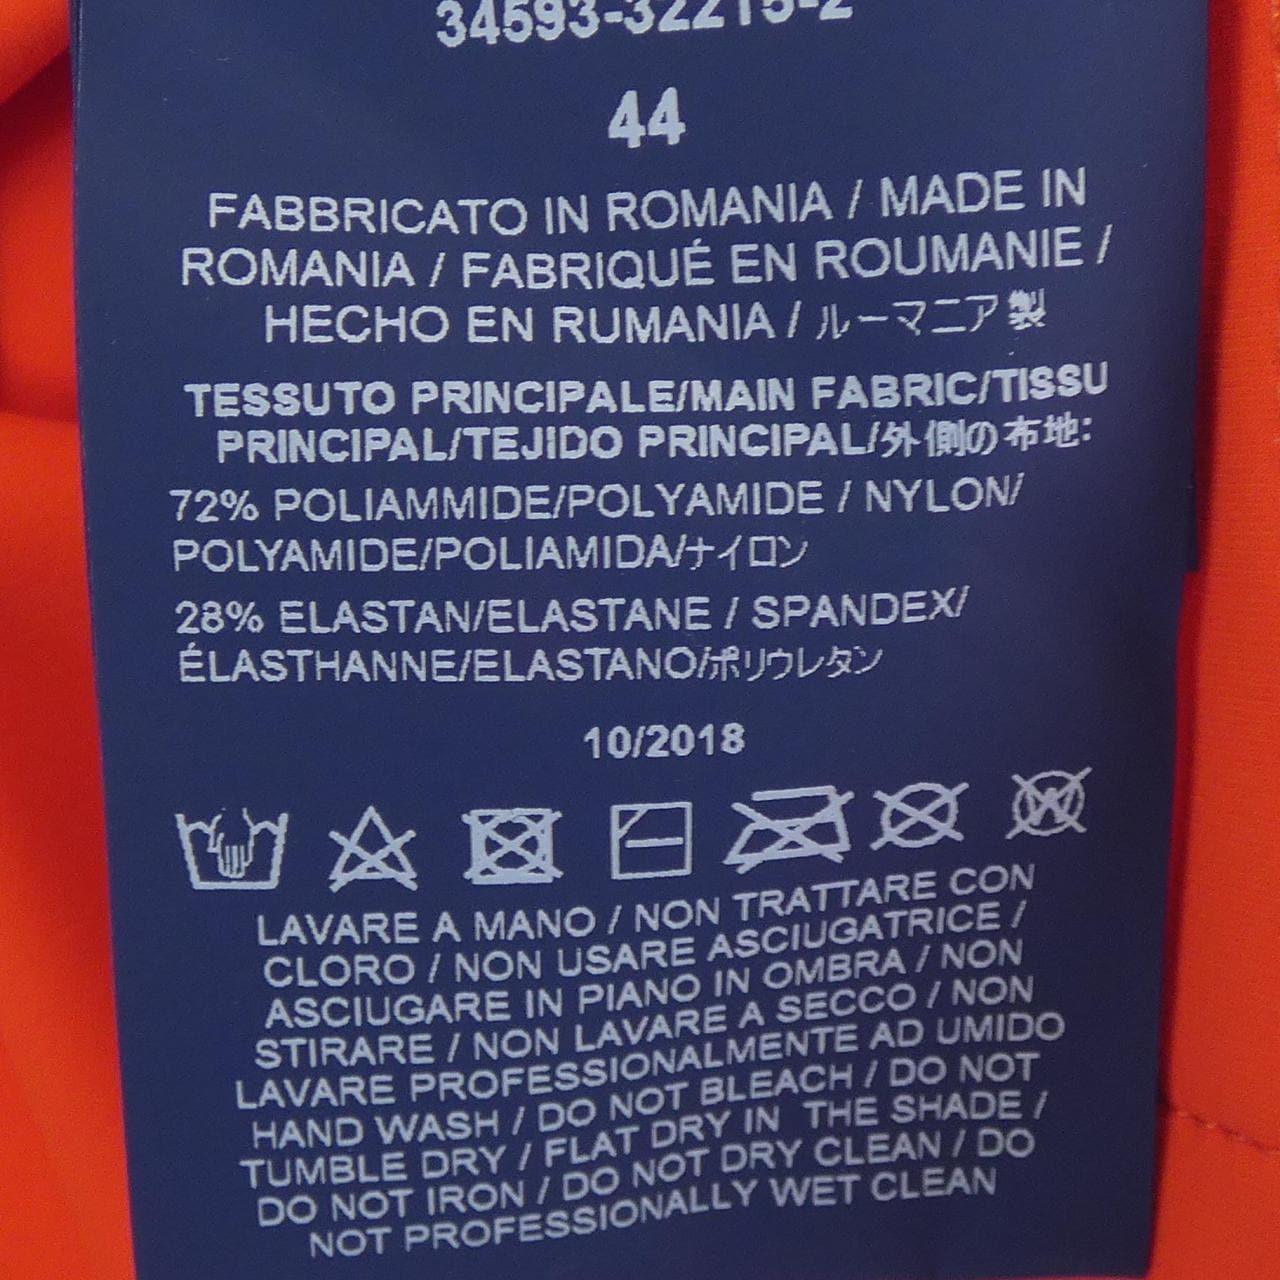 34593-32215-2
44
FABBRICATO IN ROMANIA / MADE IN
ROMANIA / FABRIQUÉ EN ROUMANIE /
HECHO EN RUMANIA / ルーマニア製
TESSUTO PRINCIPALE/MAIN FABRIC/TISSU
PRINCIPAL/TEJIDO PRINCIPAL/外側の布地:
72% POLIAMMIDE/POLYAMIDE / NYLON/
POLYAMIDE/POLIAMIDA/ナイロン
28% ELASTAN/ELASTANE / SPANDEX/
ÉLASTHANNE/ELASTANO/ポリウレタン
10/2018
W
LAVARE A MANO / NON TRATTARE CON
CLORO / NON USARE ASCIUGATRICE /
ASCIUGARE IN PIANO IN OMBRA / NON
STIRARE / NON LAVARE A SECCO / NON
LAVARE PROFESSIONALMENTE AD UMIDO
HAND WASH / DO NOT BLEACH / DO NOT
TUMBLE DRY / FLAT DRY IN THE SHADE /
DO NOT IRON / DO NOT DRY CLEAN / DO
NOT PROFESSIONALLY WET CLEAN